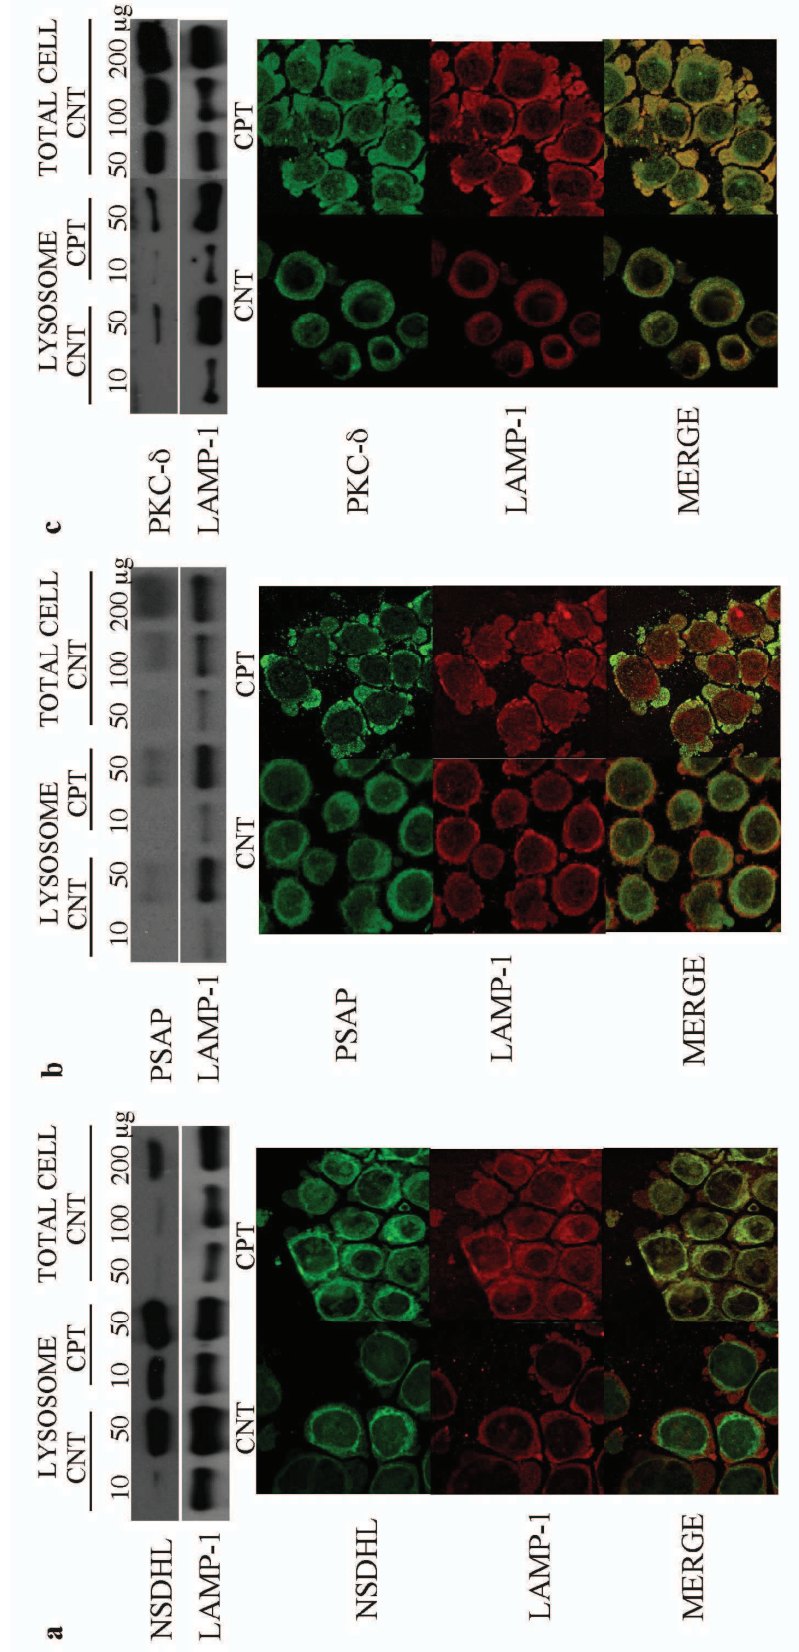 a
LYSOSOME TOTAL CELL
CNT CPT CNT
10 50 10 50 50 100 200 µg
NSDHL
LAMP-1
CNT CPT
NSDHL
LAMP-1
MERGE
b
LYSOSOME TOTAL CELL
CNT CPT CNT
10 50 10 50 50 100 200 µg
PSAP
LAMP-1
CNT CPT
PSAP
LAMP-1
MERGE
c
LYSOSOME TOTAL CELL
CNT CPT CNT
10 50 10 50 50 100 200 µg
PKC-δ
LAMP-1
CNT CPT
PKC-δ
LAMP-1
MERGE